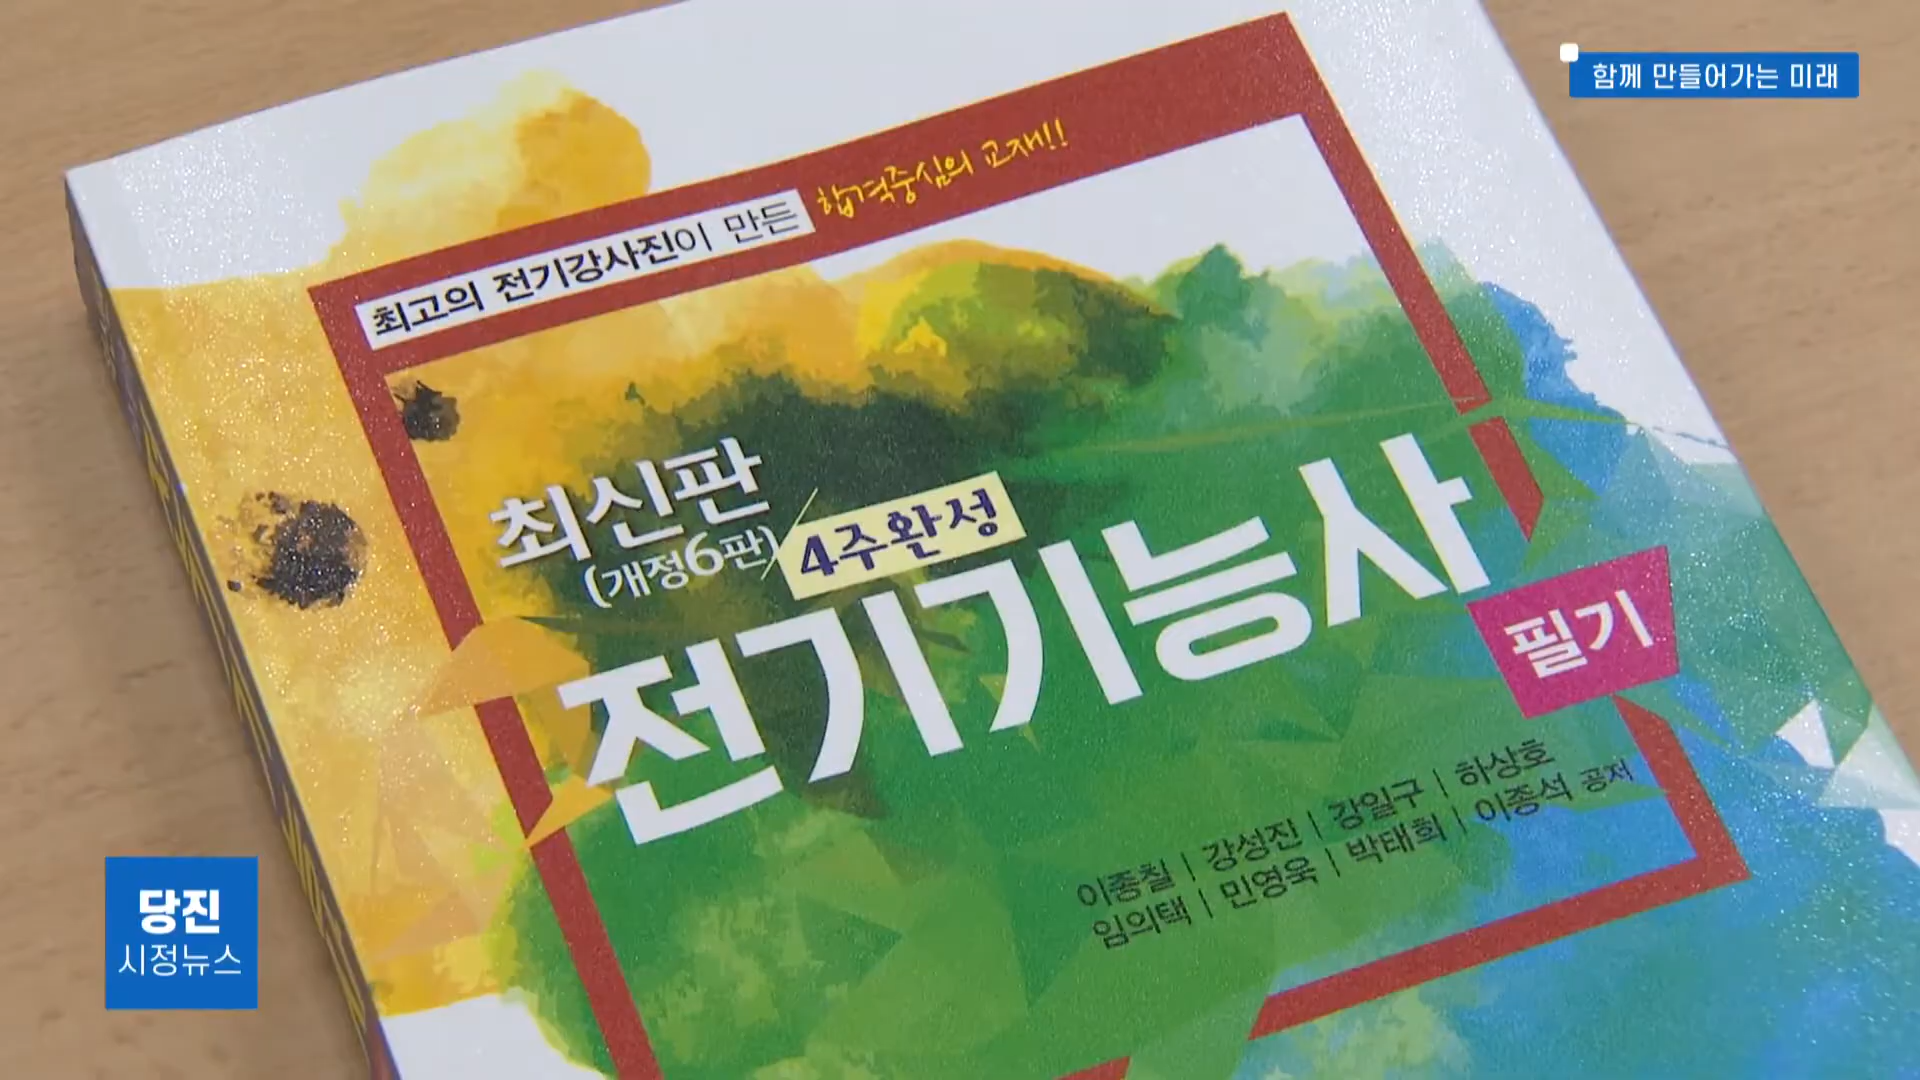 함께 만들어가는 미래
최고의 전기강사진이 만든 합격중심의 교재!!
최신판
(개정6판)
4주완성
전기기능사
필기
이종칠 | 강성진 | 강일구 | 하상호
임의택 | 민영욱 | 박태희 | 이종석 공저
당진
시정뉴스